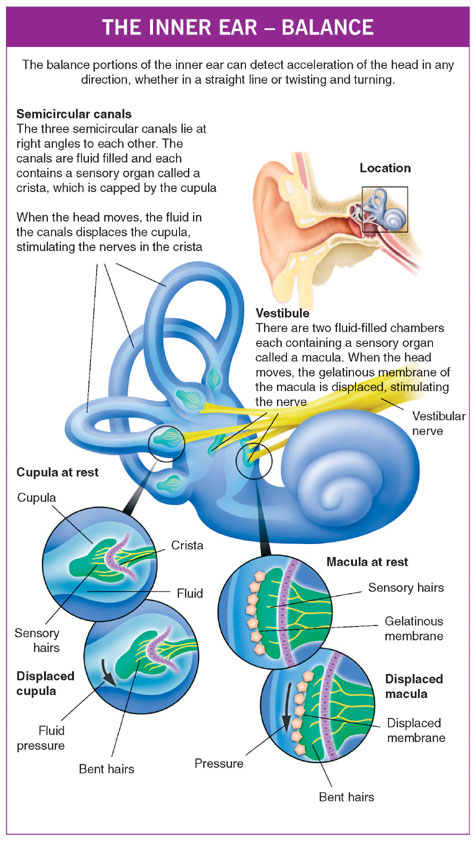 THE INNER EAR – BALANCE
The balance portions of the inner ear can detect acceleration of the head in any
direction, whether in a straight line or twisting and turning.
Semicircular canals
The three semicircular canals lie at
right angles to each other. The
canals are fluid filled and each
contains a sensory organ called a
crista, which is capped by the cupula
When the head moves, the fluid in
the canals displaces the cupula,
stimulating the nerves in the crista
Location
Vestibule
There are two fluid-filled chambers
each containing a sensory organ
called a macula. When the head
moves, the gelatinous membrane of
the macula is displaced, stimulating
the nerve
Vestibular
nerve
Cupula at rest
Cupula
Crista
Fluid
Sensory
hairs
Displaced
cupula
Fluid
pressure
Bent hairs
Macula at rest
Sensory hairs
Gelatinous
membrane
Displaced
macula
Displaced
membrane
Pressure
Bent hairs